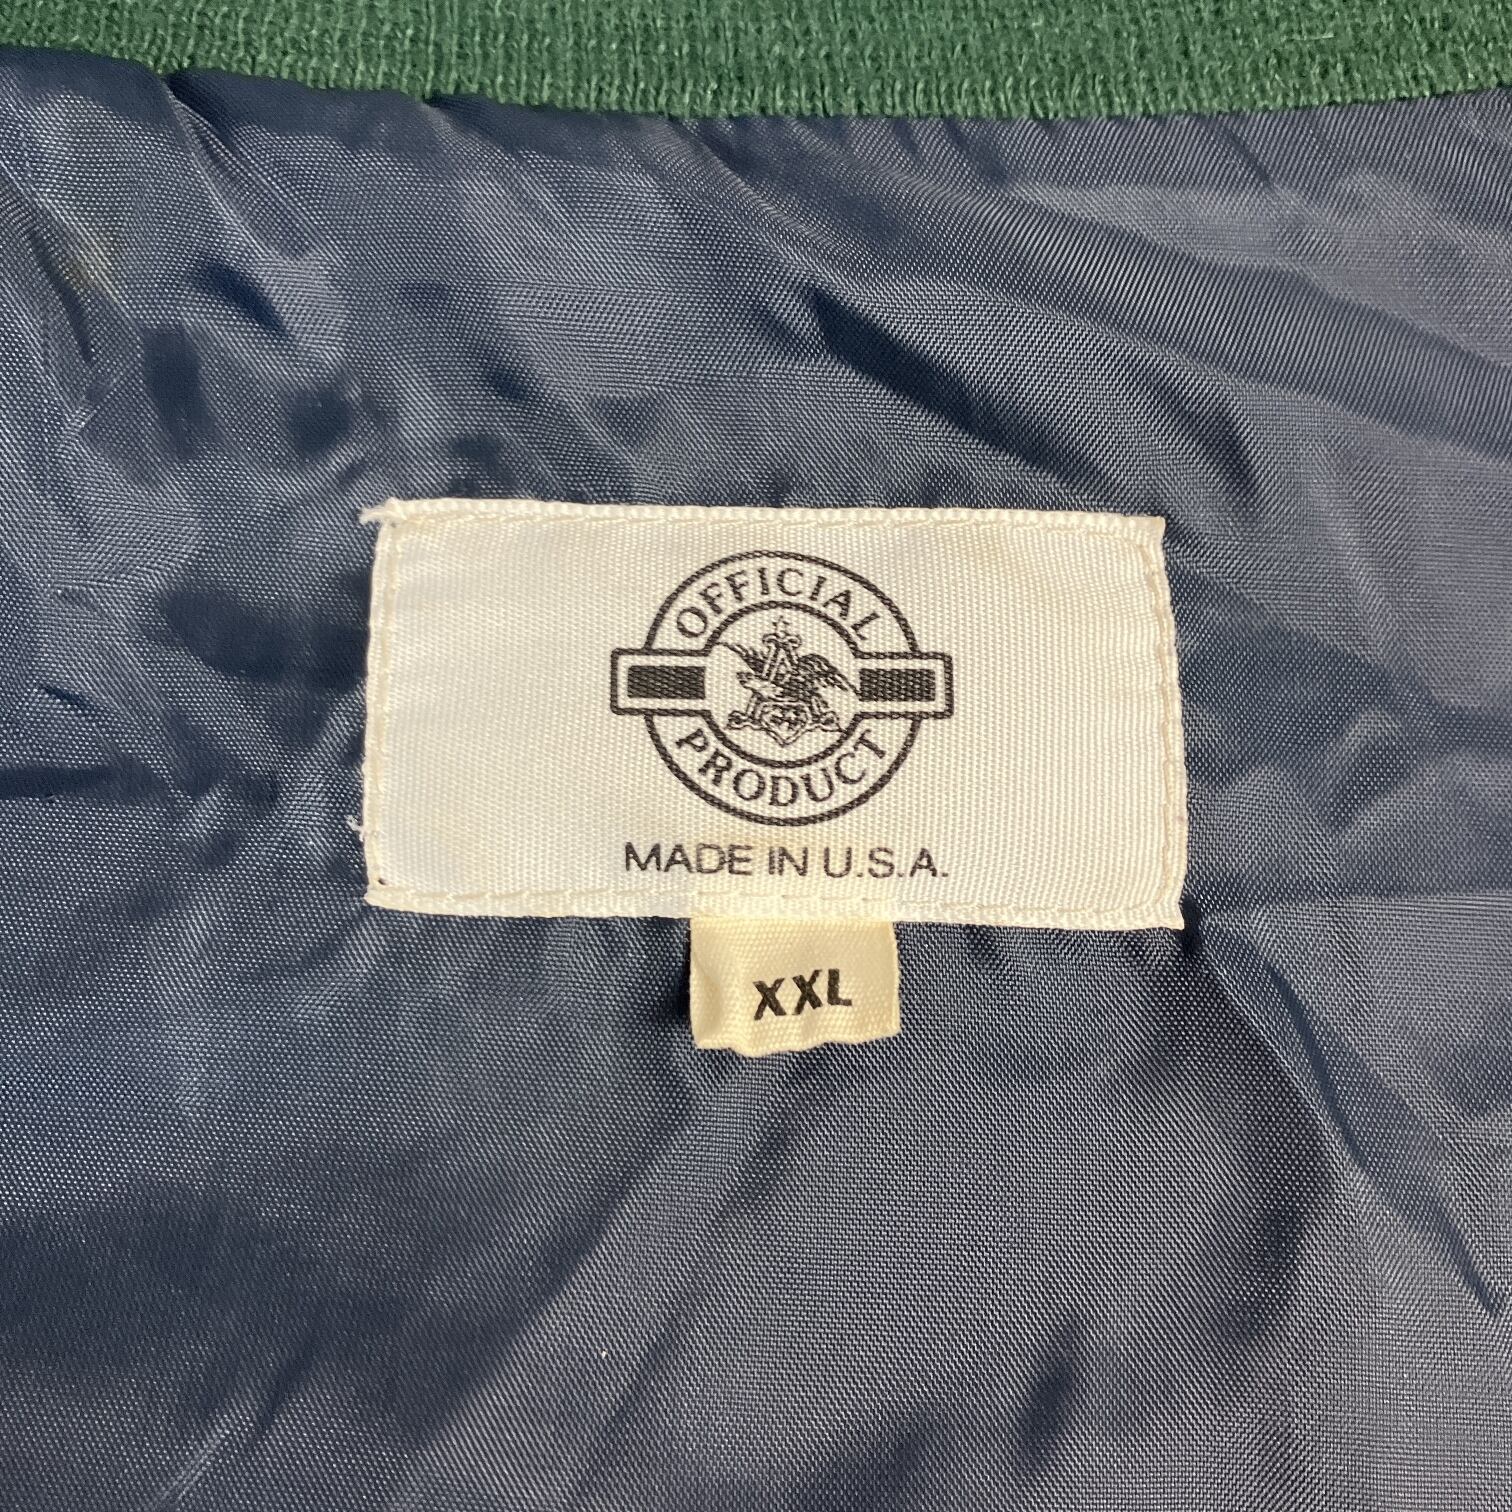 OFFICIAL
PRODUCT
MADE IN U.S.A.
XXL